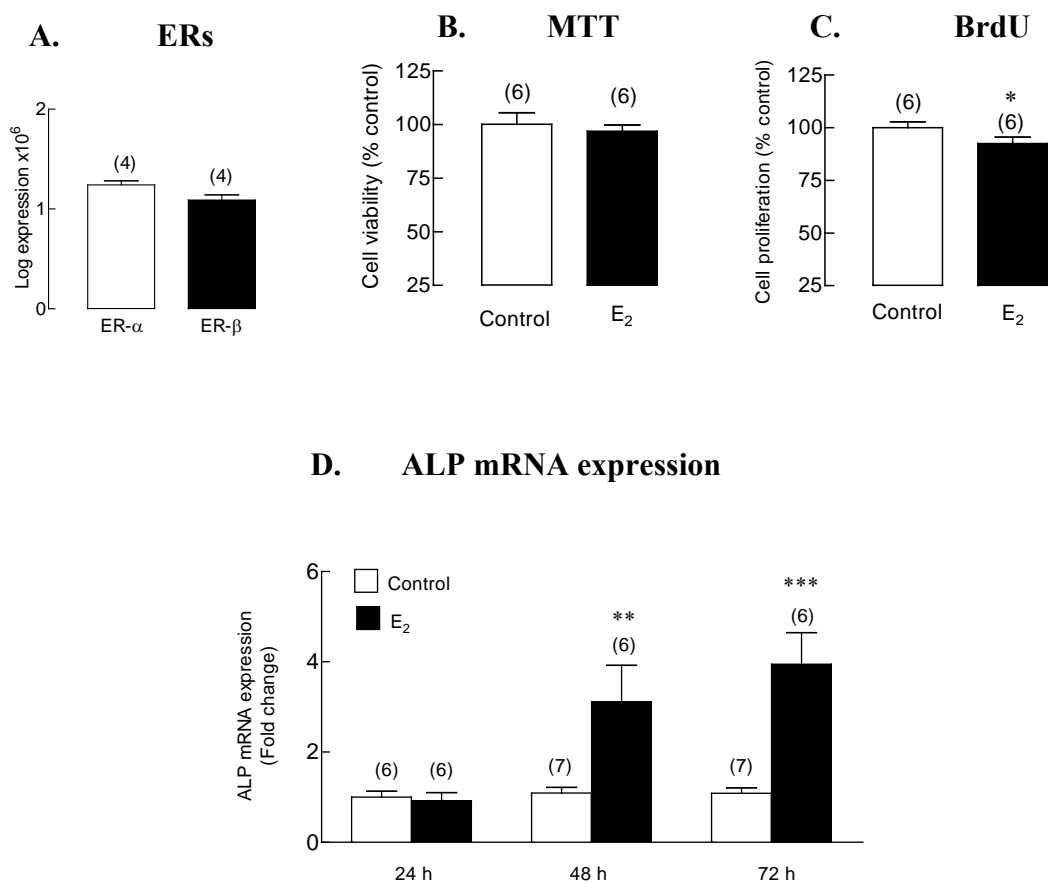 A. ERs
Log expression x10⁶
2
1
0
(4)
(4)
ER-α
ER-β
B. MTT
Cell viability (% control)
125
100
75
50
25
(6)
(6)
Control
E₂
C. BrdU
Cell proliferation (% control)
125
100
75
50
25
(6)
*
(6)
Control
E₂
D. ALP mRNA expression
ALP mRNA expression
(Fold change)
6
4
2
0
Control
E₂
(6)
(6)
(7)
**
(6)
(7)
***
(6)
24 h
48 h
72 h